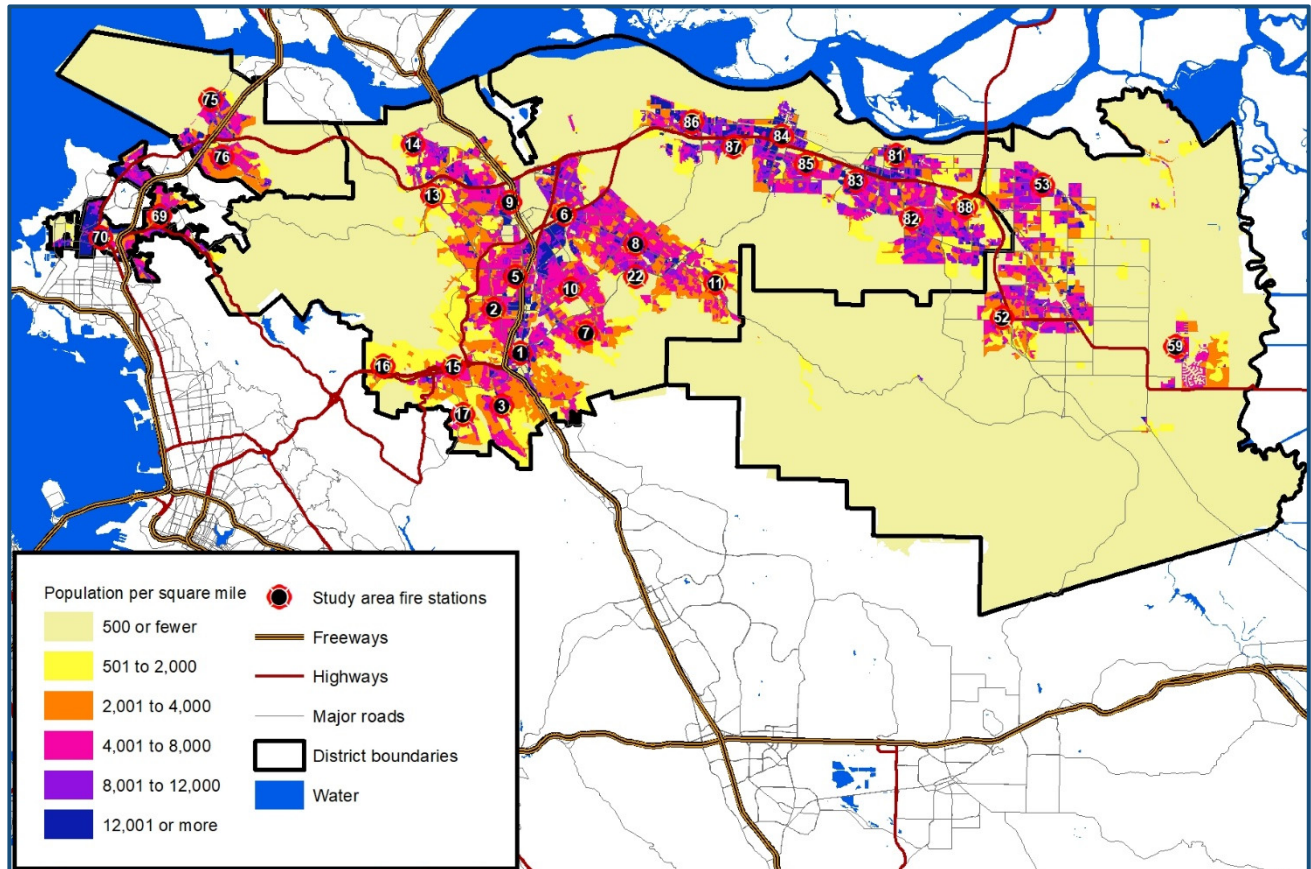 75
86
84
14
76
87
81
85
83
53
13
9
88
69
6
82
70
8
5
22
11
10
2
52
7
59
1
16
15
3
17
Population per square mile
500 or fewer
501 to 2,000
2,001 to 4,000
4,001 to 8,000
8,001 to 12,000
12,001 or more
Study area fire stations
Freeways
Highways
Major roads
District boundaries
Water